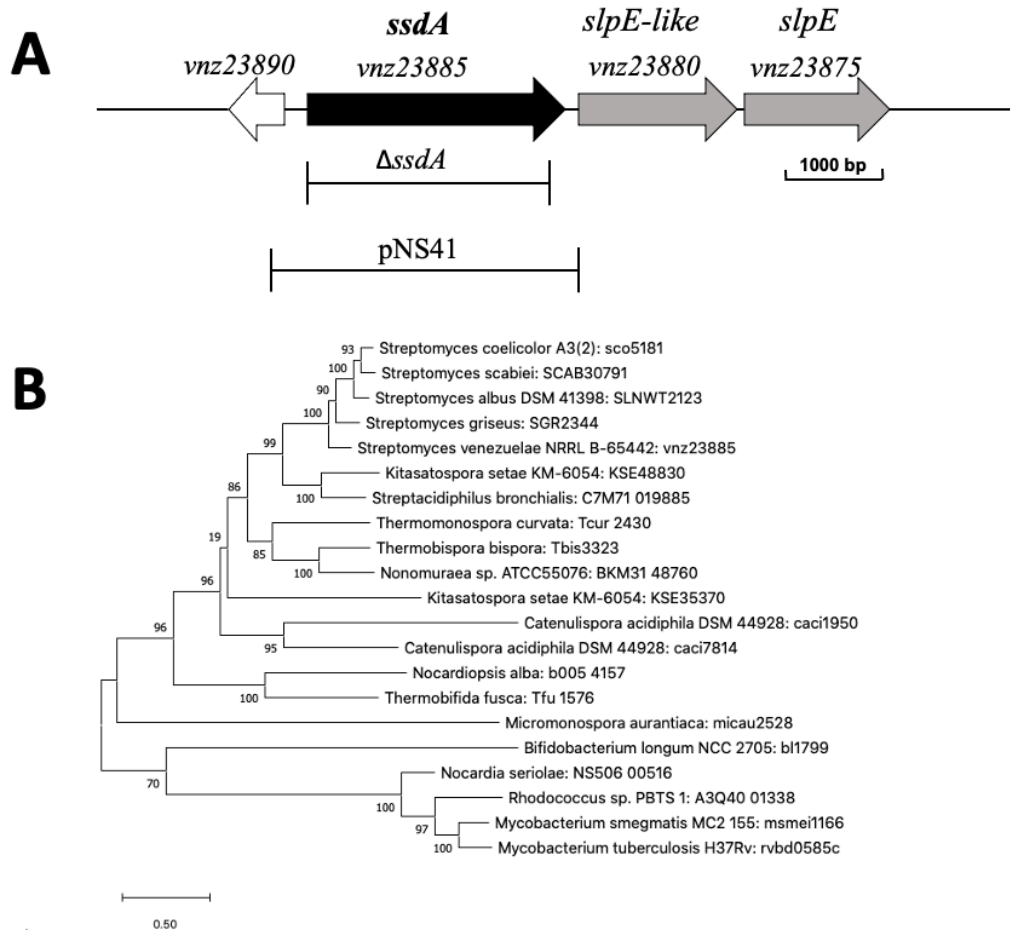 A
ssdA
slpE-like
slpE
vnz23890
vnz23885
vnz23880
vnz23875
ΔssdA
1000 bp
pNS41
B
93
Streptomyces coelicolor A3(2): sco5181
100
Streptomyces scabiei: SCAB30791
90
Streptomyces albus DSM 41398: SLNWT2123
100
Streptomyces griseus: SGR2344
99
Streptomyces venezuelae NRRL B-65442: vnz23885
Kitasatospora setae KM-6054: KSE48830
86
100
Streptacidiphilus bronchialis: C7M71 019885
Thermomonospora curvata: Tcur 2430
19
85
Thermobispora bispora: Tbis3323
100
Nonomuraea sp. ATCC55076: BKM31 48760
96
Kitasatospora setae KM-6054: KSE35370
Catenulispora acidiphila DSM 44928: caci1950
96
95
Catenulispora acidiphila DSM 44928: caci7814
Nocardiopsis alba: b005 4157
100
Thermobifida fusca: Tfu 1576
Micromonospora aurantiaca: micau2528
Bifidobacterium longum NCC 2705: bl1799
70
Nocardia seriolae: NS506 00516
100
Rhodococcus sp. PBTS 1: A3Q40 01338
97
Mycobacterium smegmatis MC2 155: msmei1166
100
Mycobacterium tuberculosis H37Rv: rvbd0585c
0.50